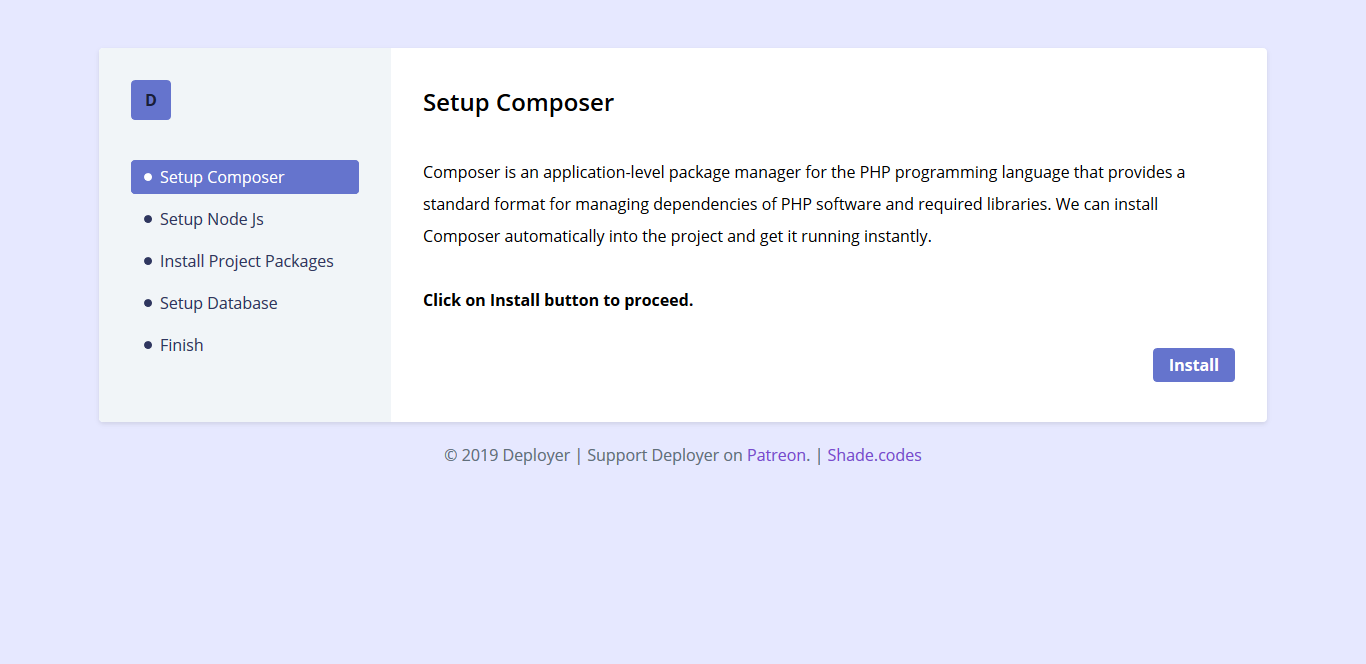 D
Setup Composer
Setup Node Js
Install Project Packages
Setup Database
Finish
Setup Composer
Composer is an application-level package manager for the PHP programming language that provides a
standard format for managing dependencies of PHP software and required libraries. We can install
Composer automatically into the project and get it running instantly.
Click on Install button to proceed.
Install
© 2019 Deployer | Support Deployer on Patreon. | Shade.codes